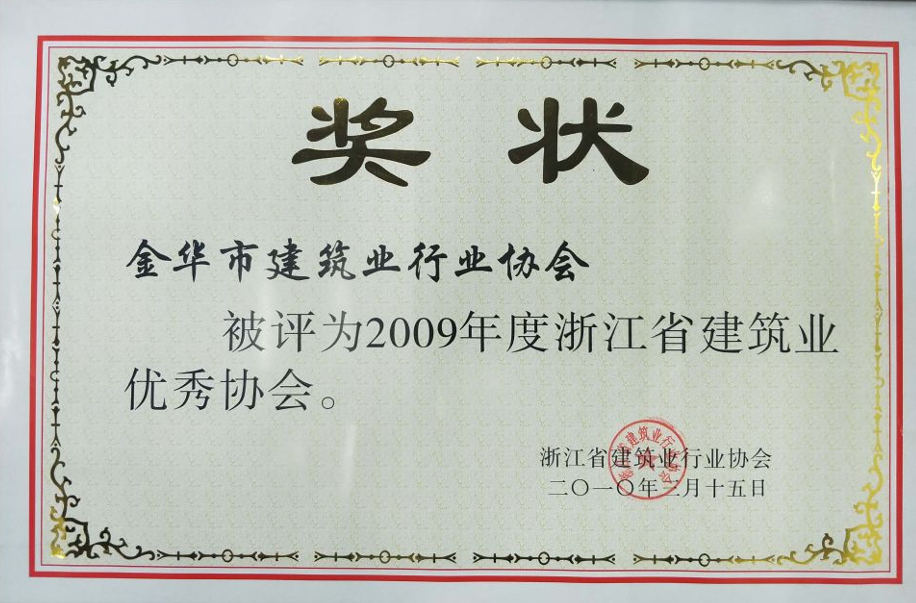 奖 状
金华市建筑业行业协会
被评为2009年度浙江省建筑业
优秀协会。
浙江省建筑业行业协会
二〇一〇年三月十五日